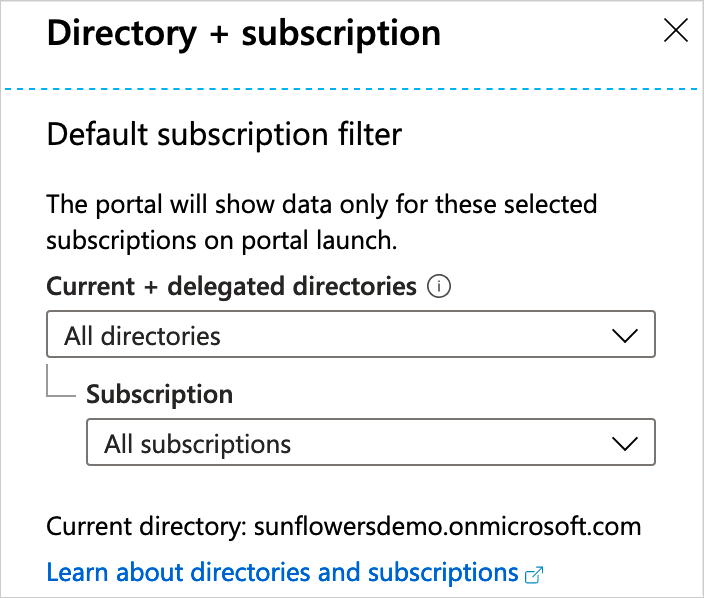 Directory + subscription
Default subscription filter
The portal will show data only for these selected
subscriptions on portal launch.
Current + delegated directories
All directories
Subscription
All subscriptions
Current directory: sunflowersdemo.onmicrosoft.com
Learn about directories and subscriptions